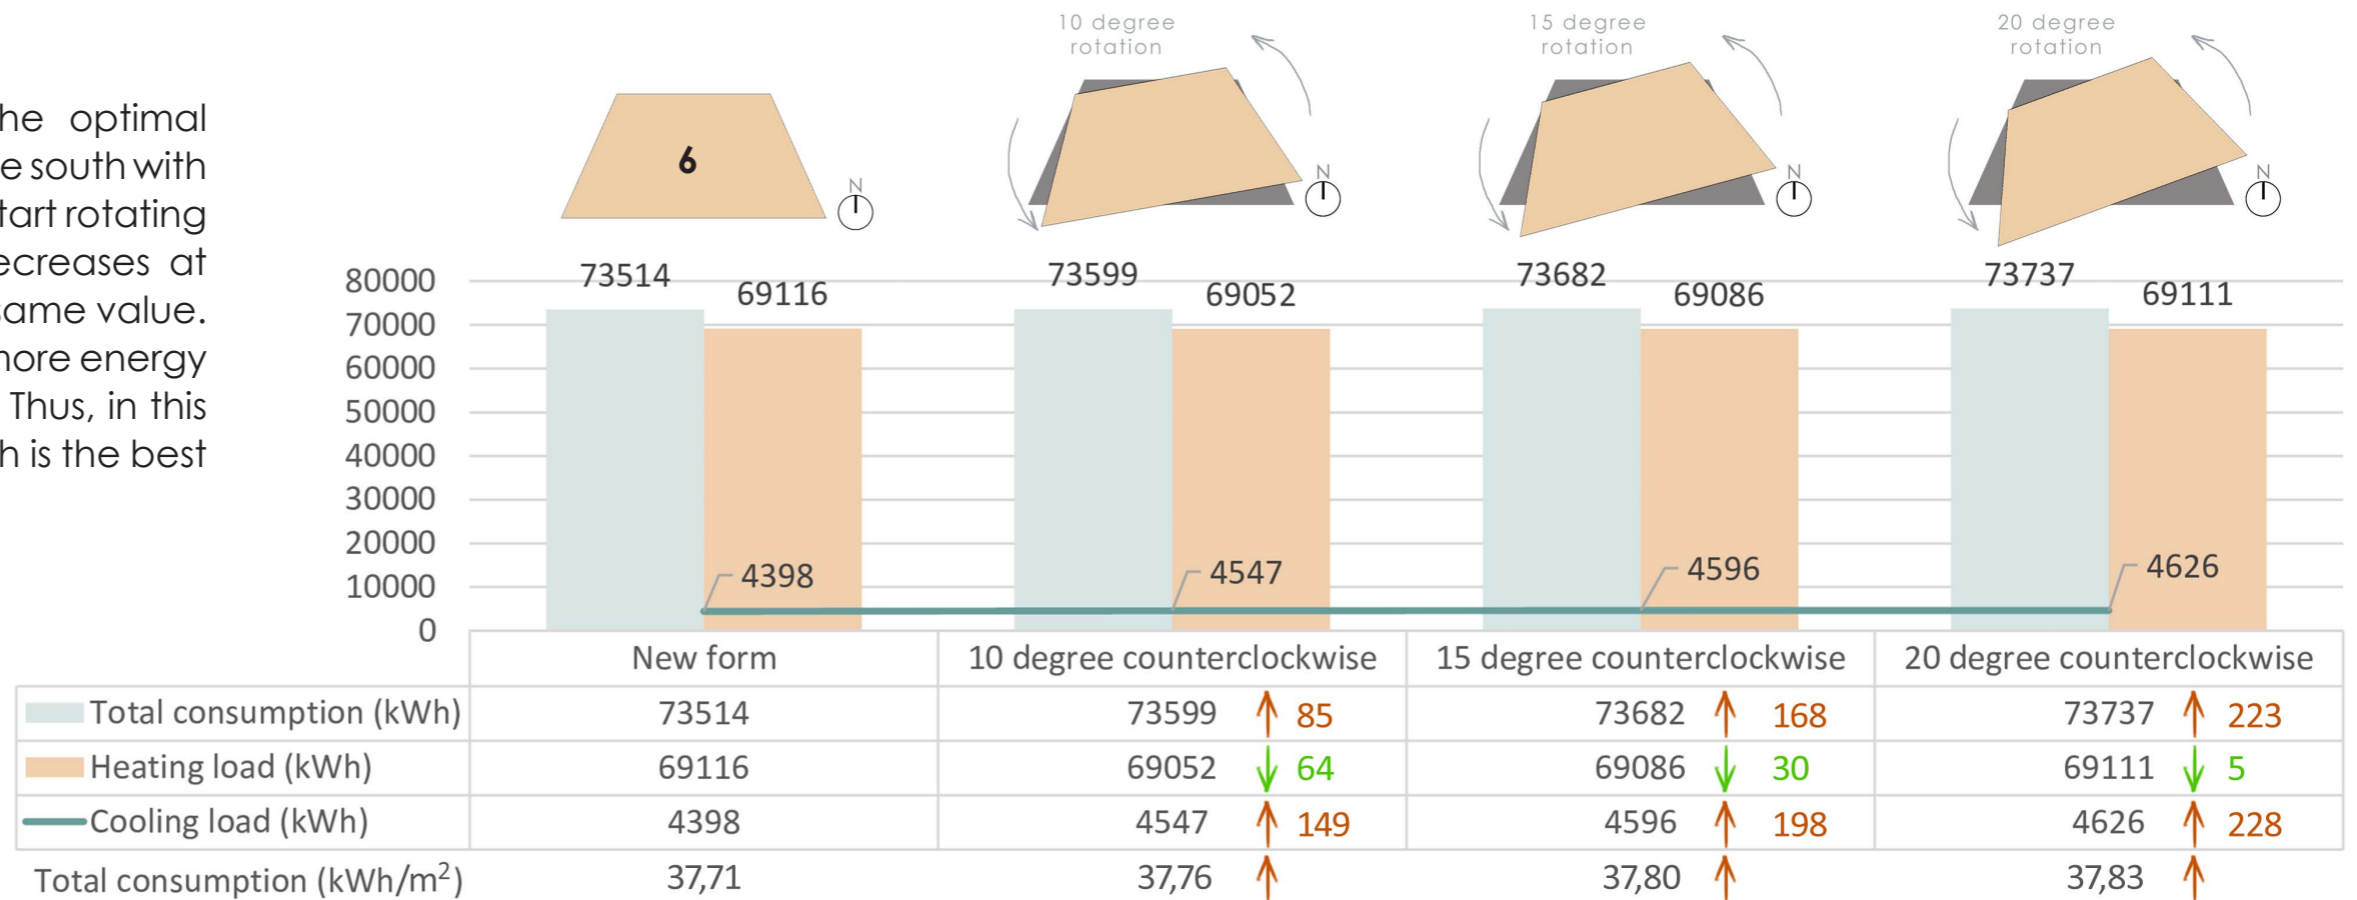 he optimal
e south with
tart rotating
ecreases at
same value.
more energy
Thus, in this
h is the best
10 degree
rotation
15 degree
rotation
20 degree
rotation
6
N
N
N
N
80000
70000
60000
50000
40000
30000
20000
10000
0
73514
69116
73599
69052
73682
69086
73737
69111
4398
4547
4596
4626
New form 10 degree counterclockwise 15 degree counterclockwise 20 degree counterclockwise
Total consumption (kWh) 73514 73599 ↑ 85 73682 ↑ 168 73737 ↑ 223
Heating load (kWh) 69116 69052 ↓ 64 69086 ↓ 30 69111 ↓ 5
Cooling load (kWh) 4398 4547 ↑ 149 4596 ↑ 198 4626 ↑ 228
Total consumption (kWh/m²) 37,71 37,76 ↑ 37,80 ↑ 37,83 ↑